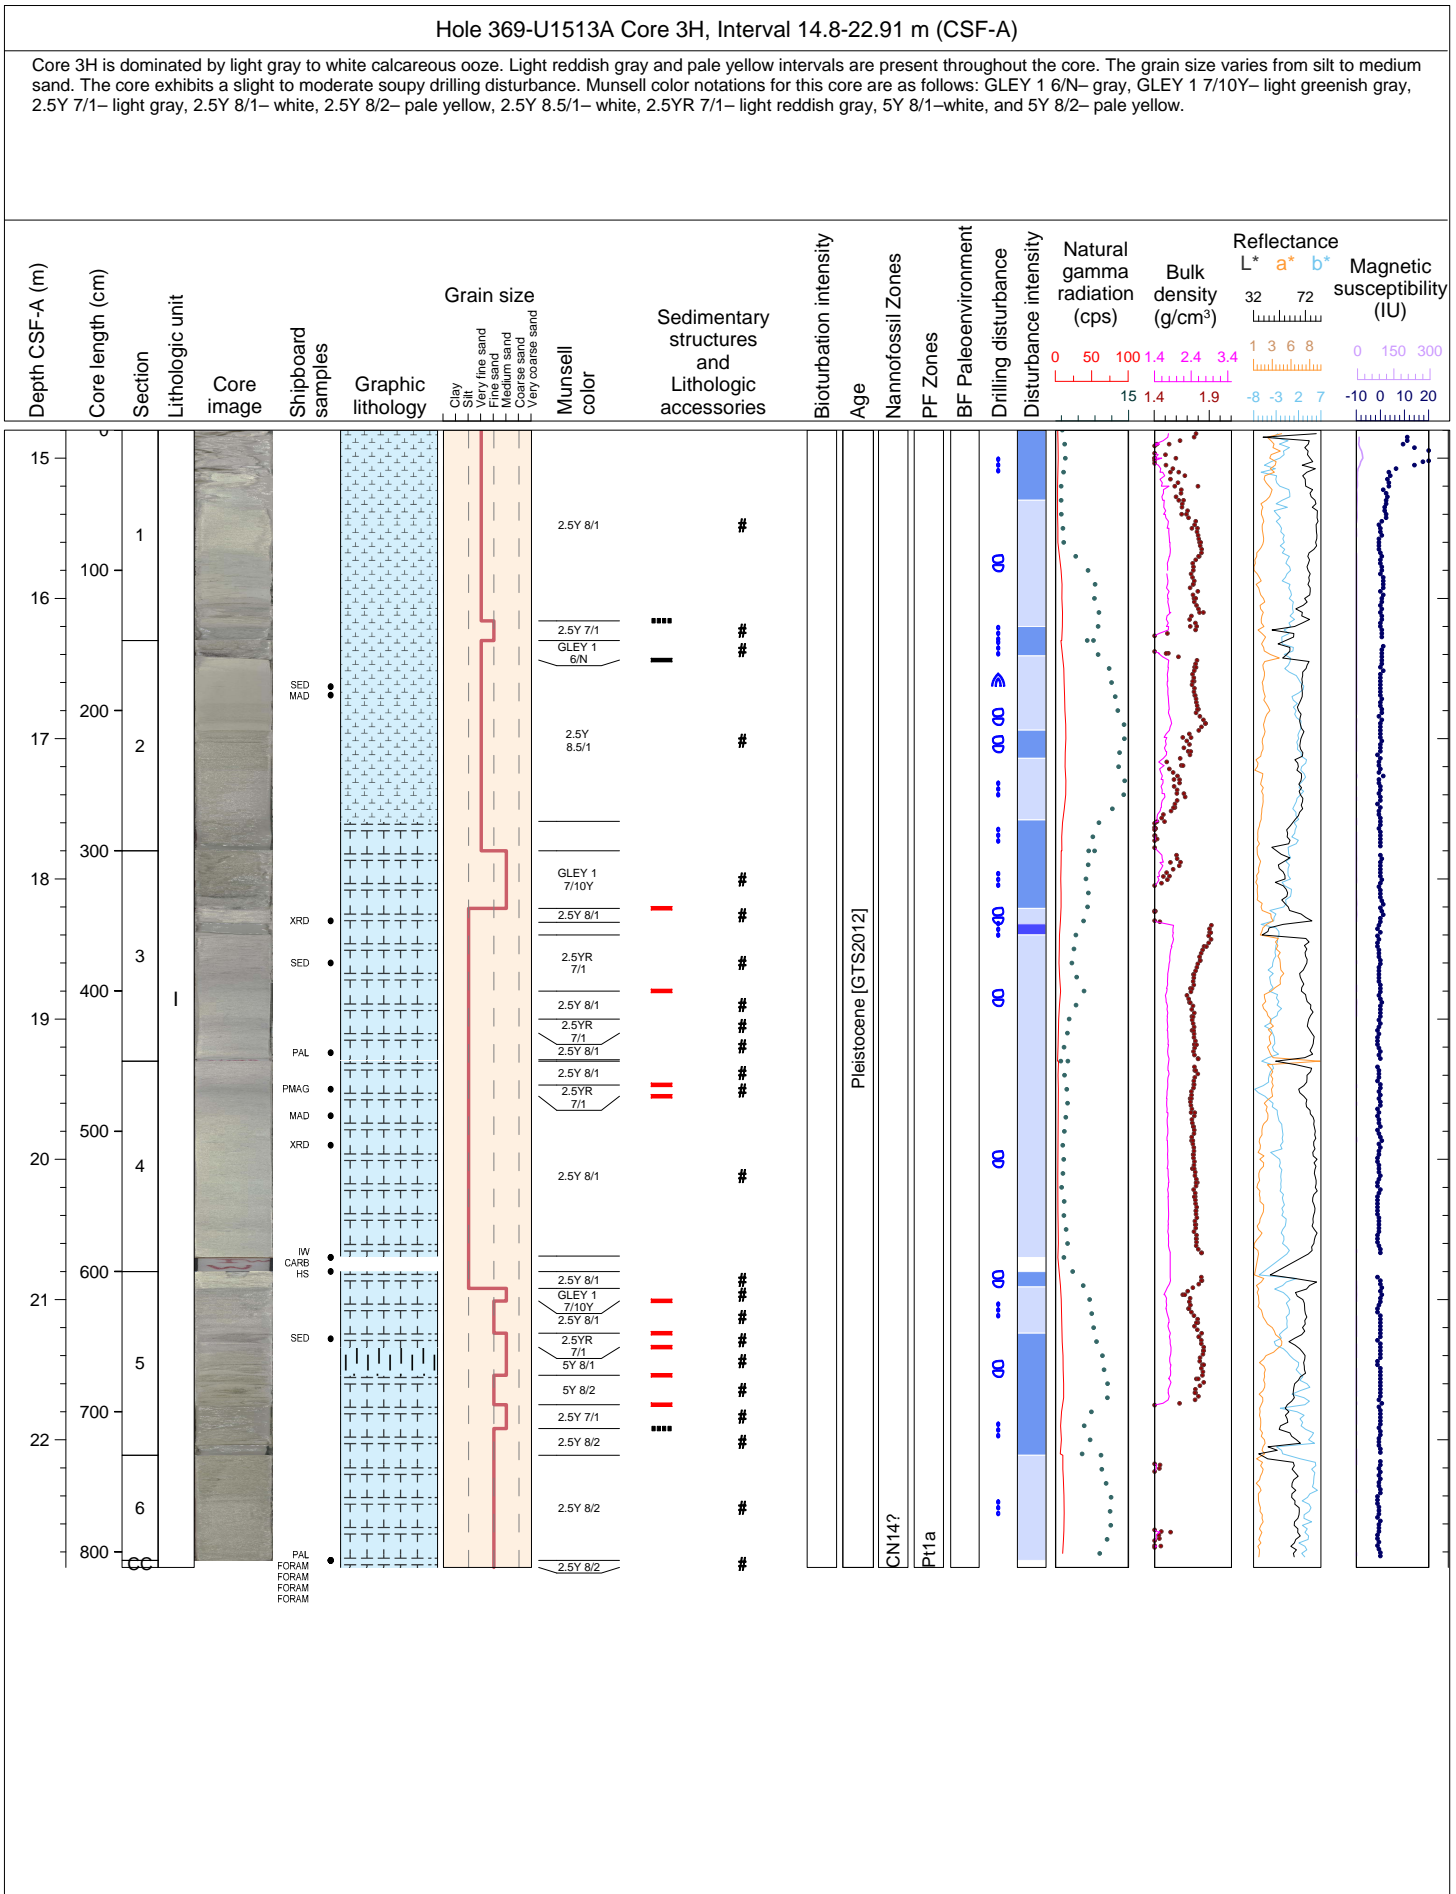 Hole 369-U1513A Core 3H, Interval 14.8-22.91 m (CSF-A)
Core 3H is dominated by light gray to white calcareous ooze. Light reddish gray and pale yellow intervals are present throughout the core. The grain size varies from silt to medium
sand. The core exhibits a slight to moderate soupy drilling disturbance. Munsell color notations for this core are as follows: GLEY 1 6/N– gray, GLEY 1 7/10Y– light greenish gray,
2.5Y 7/1– light gray, 2.5Y 8/1– white, 2.5Y 8/2– pale yellow, 2.5Y 8.5/1– white, 2.5YR 7/1– light reddish gray, 5Y 8/1–white, and 5Y 8/2– pale yellow.
Depth CSF-A (m)
Core length (cm)
Section
Lithologic unit
Core
image
Shipboard
samples
Graphic
lithology
Grain size
Clay
Silt
Very fine sand
Fine sand
Medium sand
Coarse sand
Very coarse sand
Munsell
color
Sedimentary
structures
and
Lithologic
accessories
Bioturbation intensity
Age
Nannofossil Zones
PF Zones
BF Paleoenvironment
Drilling disturbance
Disturbance intensity
Natural
gamma
radiation
(cps)
0 50 100
15
Bulk
density
(g/cm³)
1.4 2.4 3.4
1.4 1.9
Reflectance
L* a* b*
32 72
1 3 6 8
-8 -3 2 7
Magnetic
susceptibility
(IU)
0 150 300
-10 0 10 20
15
16
17
18
19
20
21
22
0
100
200
300
400
500
600
700
800
1
2
3
4
5
6
CC
I
SED
MAD
XRD
SED
PAL
PMAG
MAD
XRD
IW
CARB
HS
SED
PAL
FORAM
FORAM
FORAM
FORAM
2.5Y 8/1
2.5Y 7/1
GLEY 1
6/N
2.5Y
8.5/1
GLEY 1
7/10Y
2.5Y 8/1
2.5YR
7/1
2.5Y 8/1
2.5YR
7/1
2.5Y 8/1
2.5Y 8/1
2.5YR
7/1
2.5Y 8/1
2.5Y 8/1
GLEY 1
7/10Y
2.5Y 8/1
2.5YR
7/1
5Y 8/1
5Y 8/2
2.5Y 7/1
2.5Y 8/2
2.5Y 8/2
2.5Y 8/2
Pleistocene [GTS2012]
CN14?
Pt1a